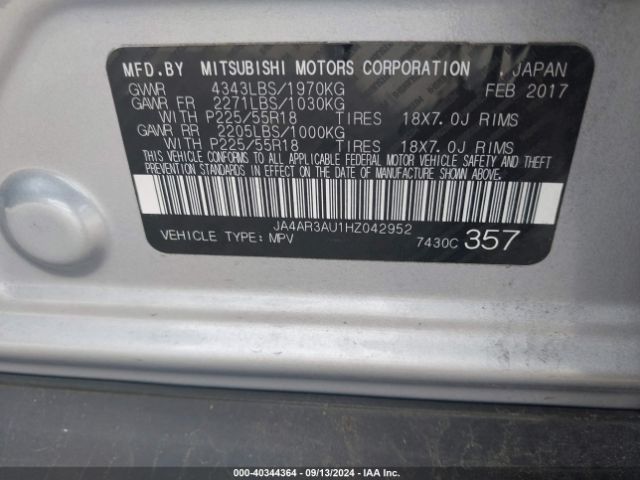 MFD.BY MITSUBISHI MOTORS CORPORATION , JAPAN
GVWR 4343LBS/1970KG FEB 2017
GAWR FR 2271LBS/1030KG
WITH P225/55R18 TIRES 18X7.0J RIMS
GAWR RR 2205LBS/1000KG
WITH P225/55R18 TIRES 18X7.0J RIMS
THIS VEHICLE CONFORMS TO ALL APPLICABLE FEDERAL MOTOR VEHICLE SAFETY AND THEFT
PREVENTION STANDARDS IN EFFECT ON THE DATE OF MANUFACTURE SHOWN ABOVE.
JA4AR3AU1HZ042952
VEHICLE TYPE: MPV 7430C 357
000-40344364 - 09/13/2024 - IAA Inc.